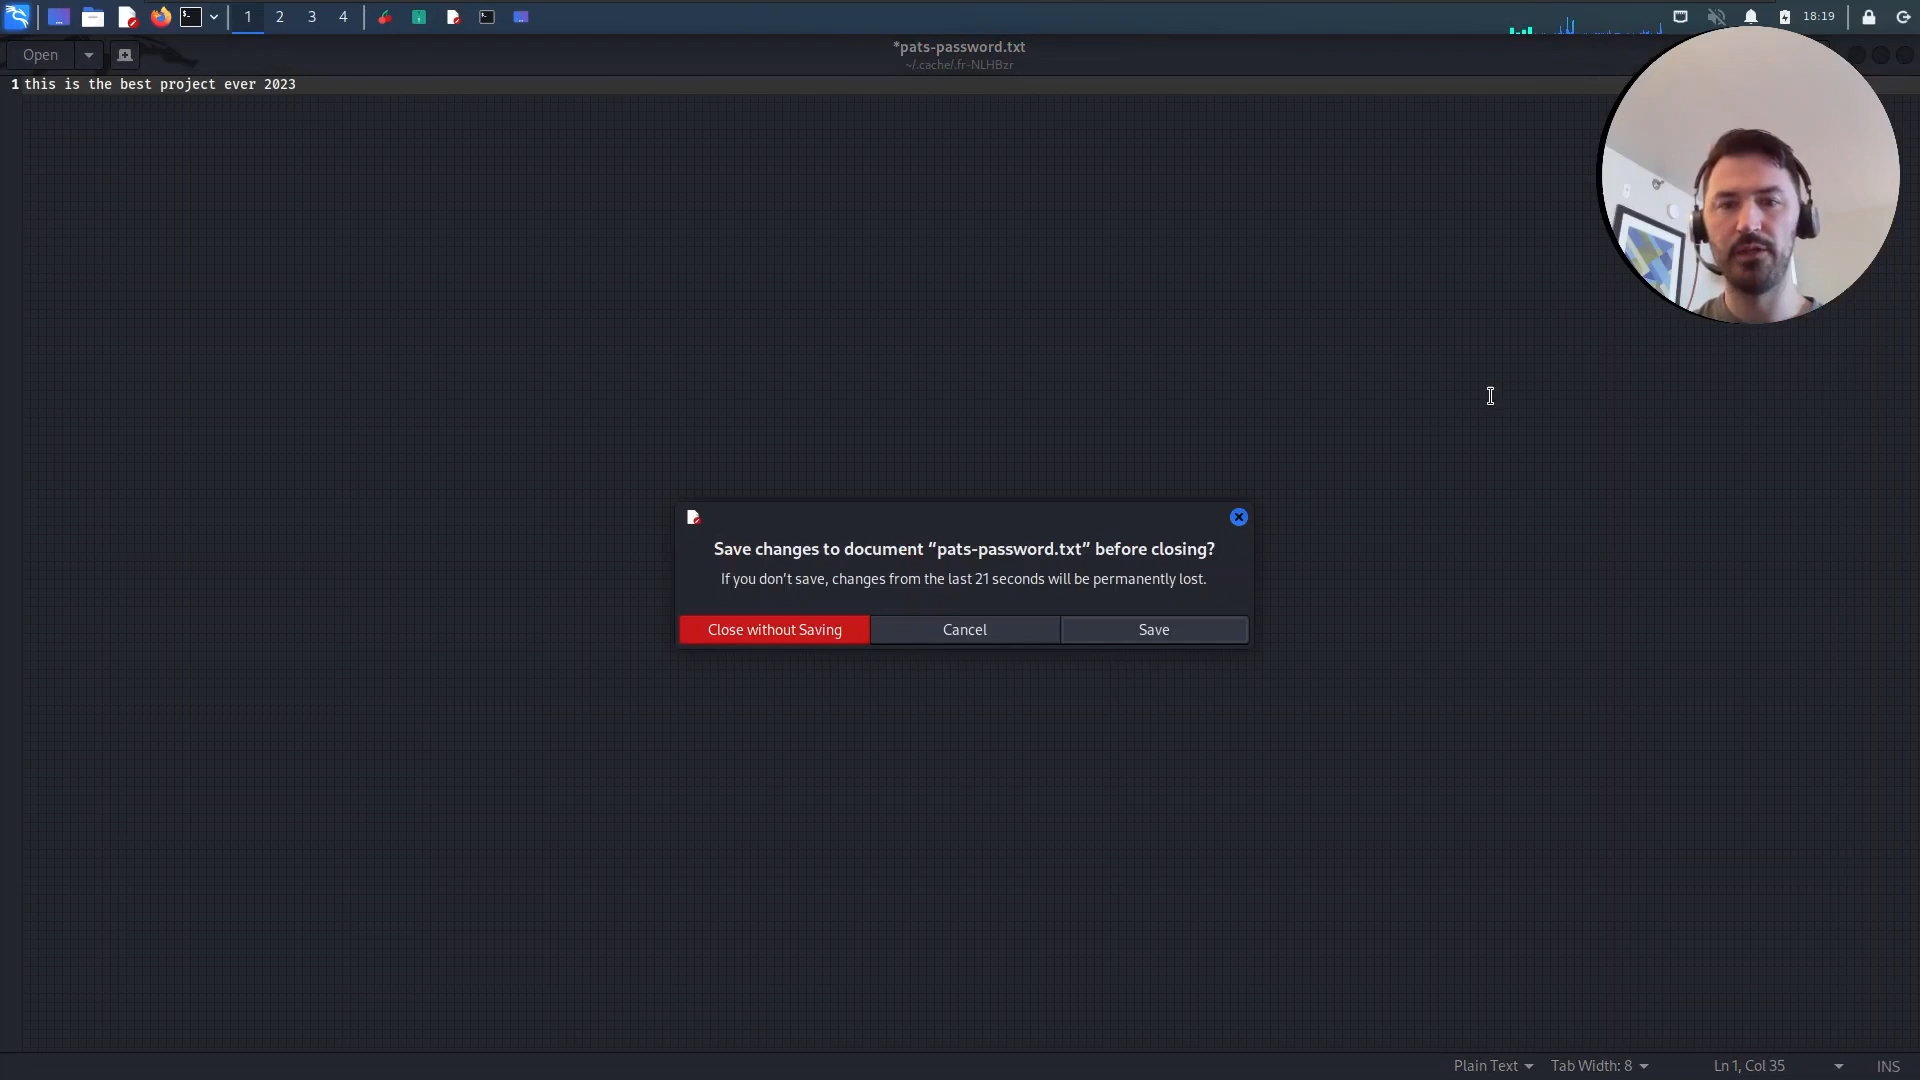 1 2 3 4
18:19
Open
*pats-password.txt
~/.cache/.fr-NLHBzr
1 this is the best project ever 2023
Save changes to document “pats-password.txt” before closing?
If you don't save, changes from the last 21 seconds will be permanently lost.
Close without Saving
Cancel
Save
Plain Text
Tab Width: 8
Ln 1, Col 35
INS